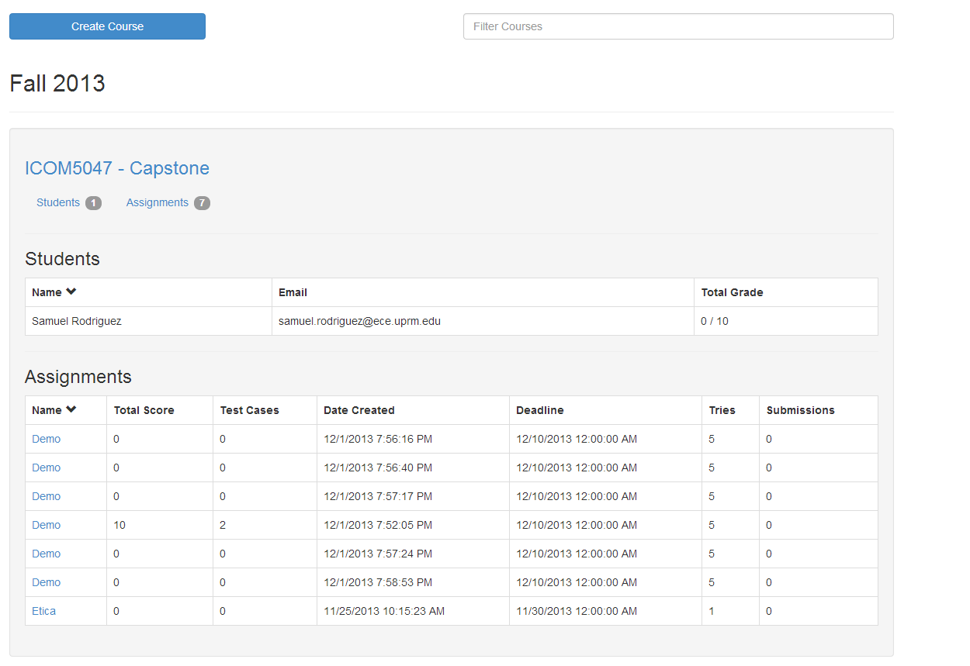 Create Course Filter Courses
Fall 2013
ICOM5047 - Capstone
Students 1 Assignments 7
Students
Name Email Total Grade
Samuel Rodriguez samuel.rodriguez@ece.uprm.edu 0 / 10
Assignments
Name Total Score Test Cases Date Created Deadline Tries Submissions
Demo 0 0 12/1/2013 7:56:16 PM 12/10/2013 12:00:00 AM 5 0
Demo 0 0 12/1/2013 7:56:40 PM 12/10/2013 12:00:00 AM 5 0
Demo 0 0 12/1/2013 7:57:17 PM 12/10/2013 12:00:00 AM 5 0
Demo 10 2 12/1/2013 7:52:05 PM 12/10/2013 12:00:00 AM 5 0
Demo 0 0 12/1/2013 7:57:24 PM 12/10/2013 12:00:00 AM 5 0
Demo 0 0 12/1/2013 7:58:53 PM 12/10/2013 12:00:00 AM 5 0
Etica 0 0 11/25/2013 10:15:23 AM 11/30/2013 12:00:00 AM 1 0